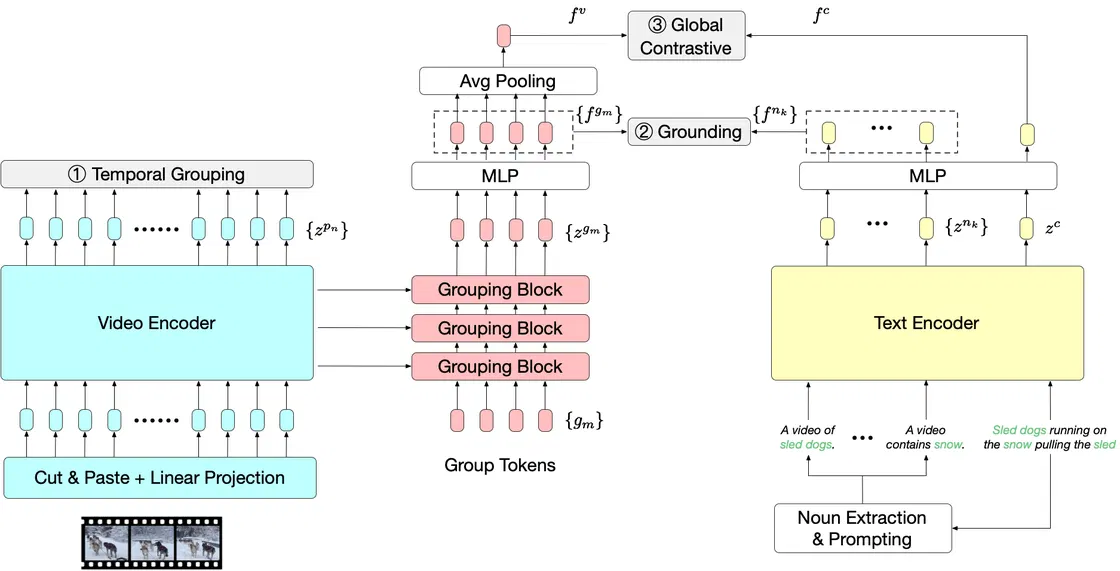 f^v
③ Global
Contrastive
f^c
Avg Pooling
{f^{g_m}}
② Grounding
{f^{n_k}}
① Temporal Grouping
MLP
MLP
{z^{p_n}}
{z^{g_m}}
{z^{n_k}}
z^c
Video Encoder
Grouping Block
Grouping Block
Grouping Block
Text Encoder
{g_m}
A video of
sled dogs.
A video
contains snow.
Sled dogs running on
the snow pulling the sled
Group Tokens
Cut & Paste + Linear Projection
Noun Extraction
& Prompting